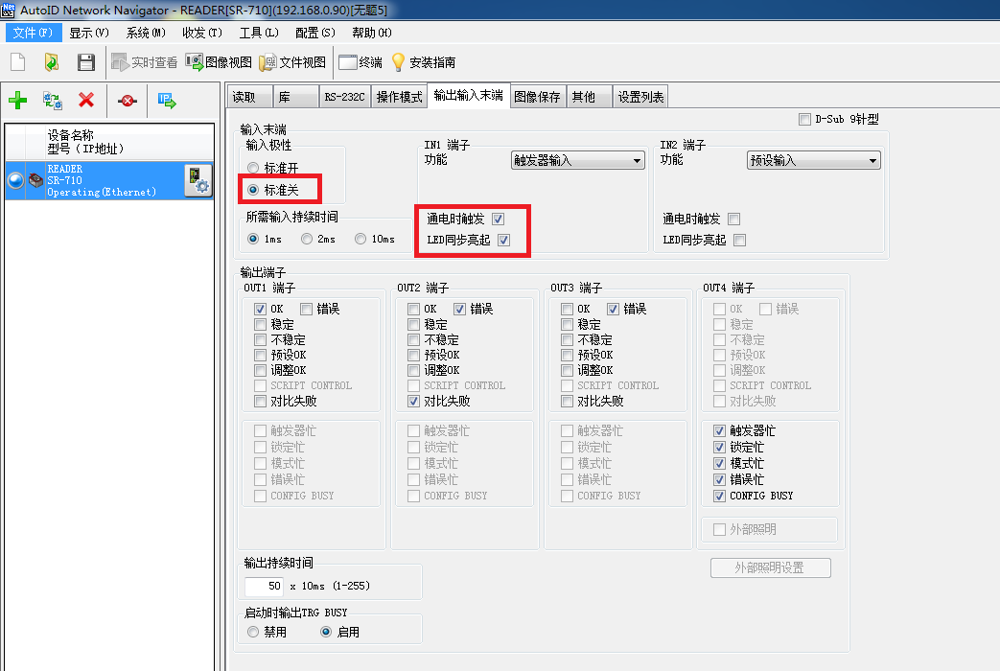 AutoID Network Navigator - READER[SR-710](192.168.0.90)[无题5]
文件(F) 显示(V) 系统(M) 收发(T) 工具(L) 配置(S) 帮助(H)
实时查看 图像视图 文件视图 终端 安装指南
读取 库 RS-232C 操作模式 输出输入末端 图像保存 其他 设置列表
设备名称
型号(IP地址)
READER
SR-710
Operating(Ethernet)
D-Sub 9针型
输入末端
输入极性
标准开
标准关
所需输入持续时间
1ms 2ms 10ms
IN1 端子
功能 触发器输入
通电时触发
LED同步亮起
IN2 端子
功能 预设输入
通电时触发
LED同步亮起
输出端子
OUT1 端子
OK 错误
稳定
不稳定
预设OK
调整OK
SCRIPT CONTROL
对比失败
触发器忙
锁定忙
模式忙
错误忙
CONFIG BUSY
OUT2 端子
OK 错误
稳定
不稳定
预设OK
调整OK
SCRIPT CONTROL
对比失败
触发器忙
锁定忙
模式忙
错误忙
CONFIG BUSY
OUT3 端子
OK 错误
稳定
不稳定
预设OK
调整OK
SCRIPT CONTROL
对比失败
触发器忙
锁定忙
模式忙
错误忙
CONFIG BUSY
OUT4 端子
OK 错误
稳定
不稳定
预设OK
调整OK
SCRIPT CONTROL
对比失败
触发器忙
锁定忙
模式忙
错误忙
CONFIG BUSY
外部照明
外部照明设置
输出持续时间
50 x 10ms (1-255)
启动时输出TRG BUSY
禁用 启用